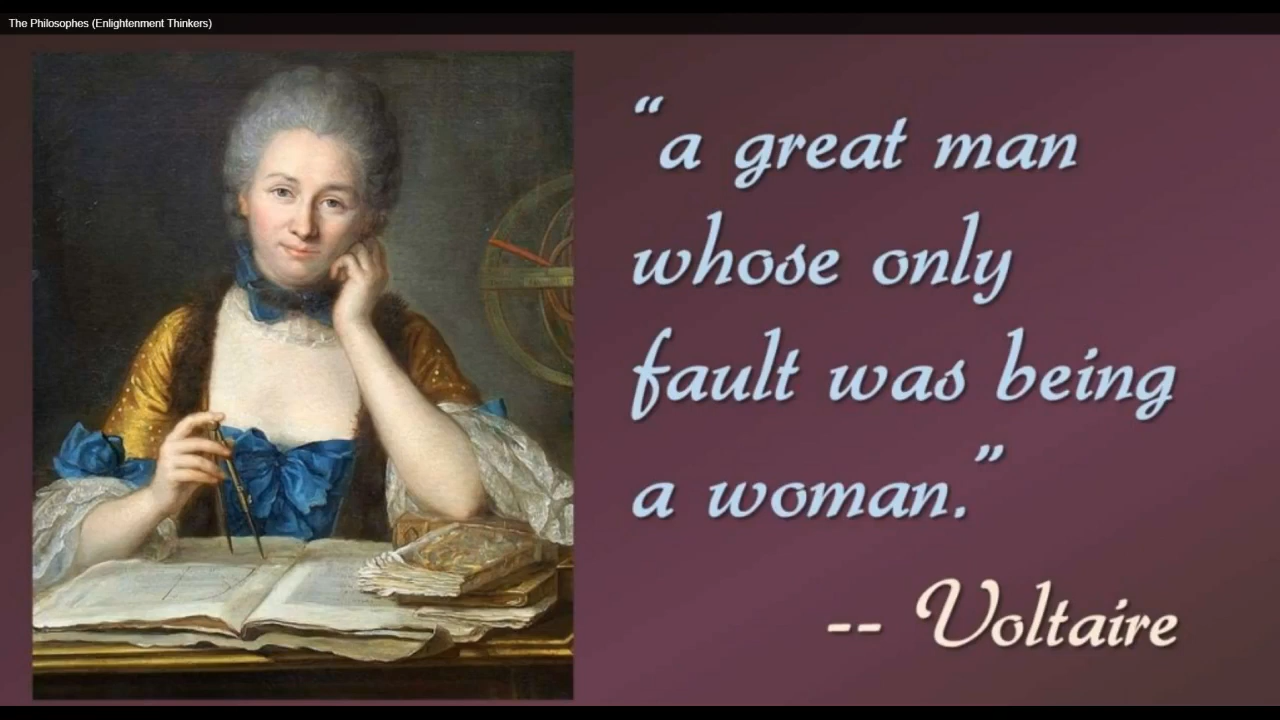 The Philosophes (Enlightenment Thinkers)
“a great man
whose only
fault was being
a woman.”
-- Voltaire